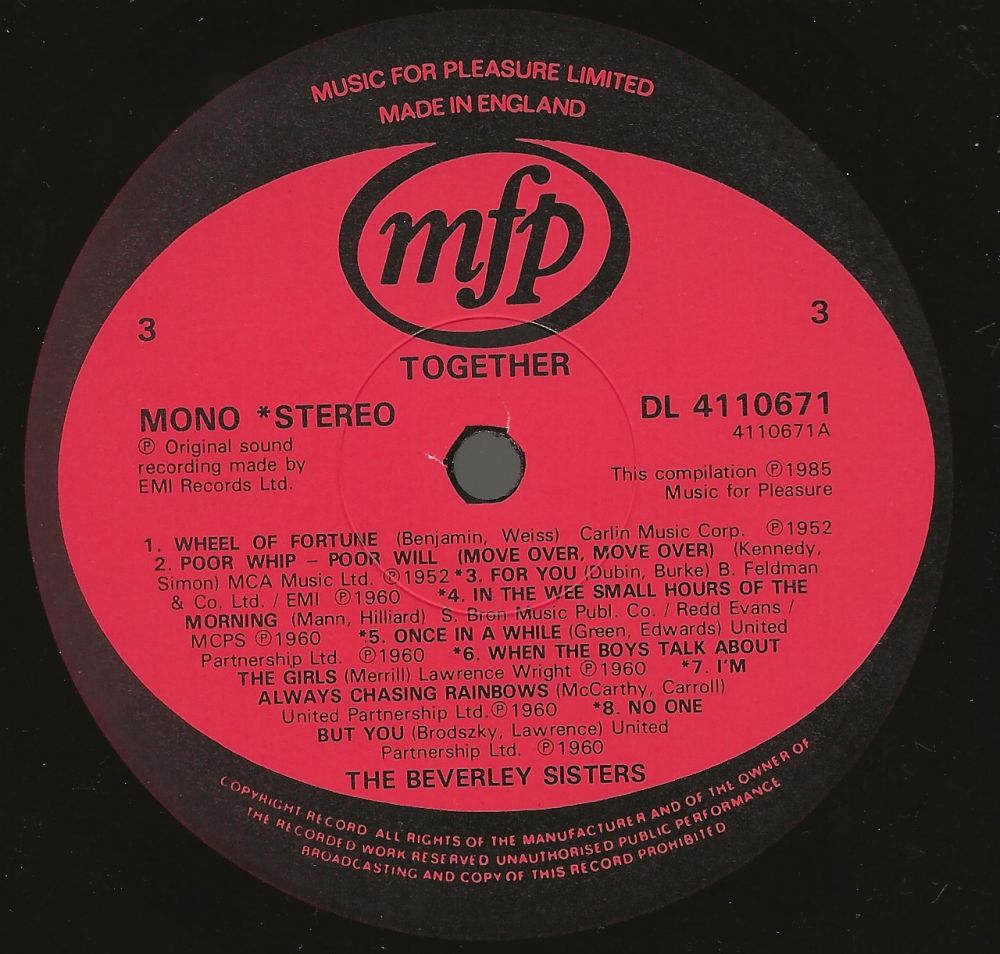 MUSIC FOR PLEASURE LIMITED
MADE IN ENGLAND
mfp
3
3
TOGETHER
MONO *STEREO
DL 4110671
4110671A
℗ Original sound
recording made by
EMI Records Ltd.
This compilation ℗1985
Music for Pleasure
1. WHEEL OF FORTUNE (Benjamin, Weiss) Carlin Music Corp. ℗1952
2. POOR WHIP – POOR WILL (MOVE OVER, MOVE OVER) (Kennedy,
Simon) MCA Music Ltd. ℗1952 *3. FOR YOU (Dubin, Burke) B. Feldman
& Co. Ltd. / EMI ℗1960 *4. IN THE WEE SMALL HOURS OF THE
MORNING (Mann, Hilliard) S. Bron Music Publ. Co. / Redd Evans /
MCPS ℗1960 *5. ONCE IN A WHILE (Green, Edwards) United
Partnership Ltd. ℗1960 *6. WHEN THE BOYS TALK ABOUT
THE GIRLS (Merrill) Lawrence Wright ℗1960 *7. I'M
ALWAYS CHASING RAINBOWS (McCarthy, Carroll)
United Partnership Ltd. ℗1960 *8. NO ONE
BUT YOU (Brodszky, Lawrence) United
Partnership Ltd. ℗1960
THE BEVERLEY SISTERS
COPYRIGHT RECORD ALL RIGHTS OF THE MANUFACTURER AND OF THE OWNER OF
THE RECORDED WORK RESERVED UNAUTHORISED PUBLIC PERFORMANCE
BROADCASTING AND COPY OF THIS RECORD PROHIBITED